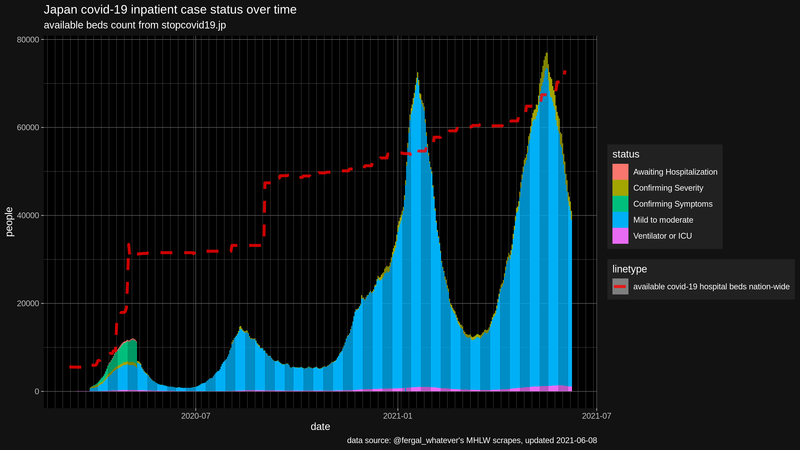 Japan covid-19 inpatient case status over time
available beds count from stopcovid19.jp
80000
60000
40000
20000
0
people
2020-07
2021-01
2021-07
date
status
Awaiting Hospitalization
Confirming Severity
Confirming Symptoms
Mild to moderate
Ventilator or ICU
linetype
available covid-19 hospital beds nation-wide
data source: @fergal_whatever's MHLW scrapes, updated 2021-06-08